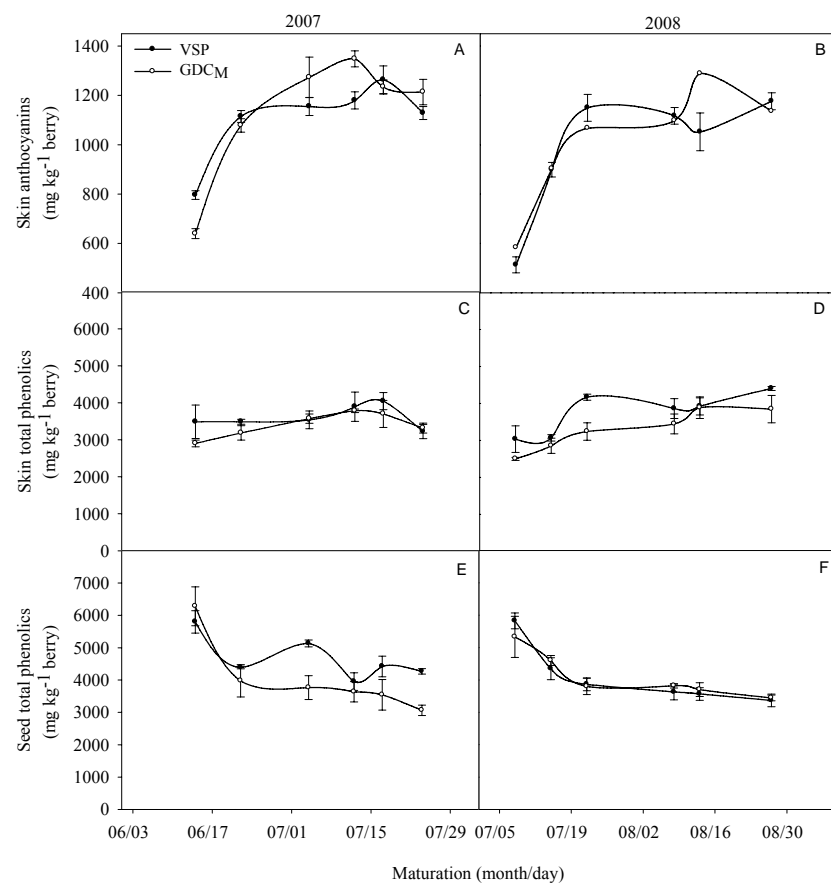 2007
2008
VSP
GDCM
A
B
Skin anthocyanins
(mg kg-1 berry)
1400
1200
1000
800
600
400
C
D
Skin total phenolics
(mg kg-1 berry)
6000
5000
4000
3000
2000
1000
0
E
F
Seed total phenolics
(mg kg-1 berry)
7000
6000
5000
4000
3000
2000
1000
0
06/03 06/17 07/01 07/15 07/29 07/05 07/19 08/02 08/16 08/30
Maturation (month/day)